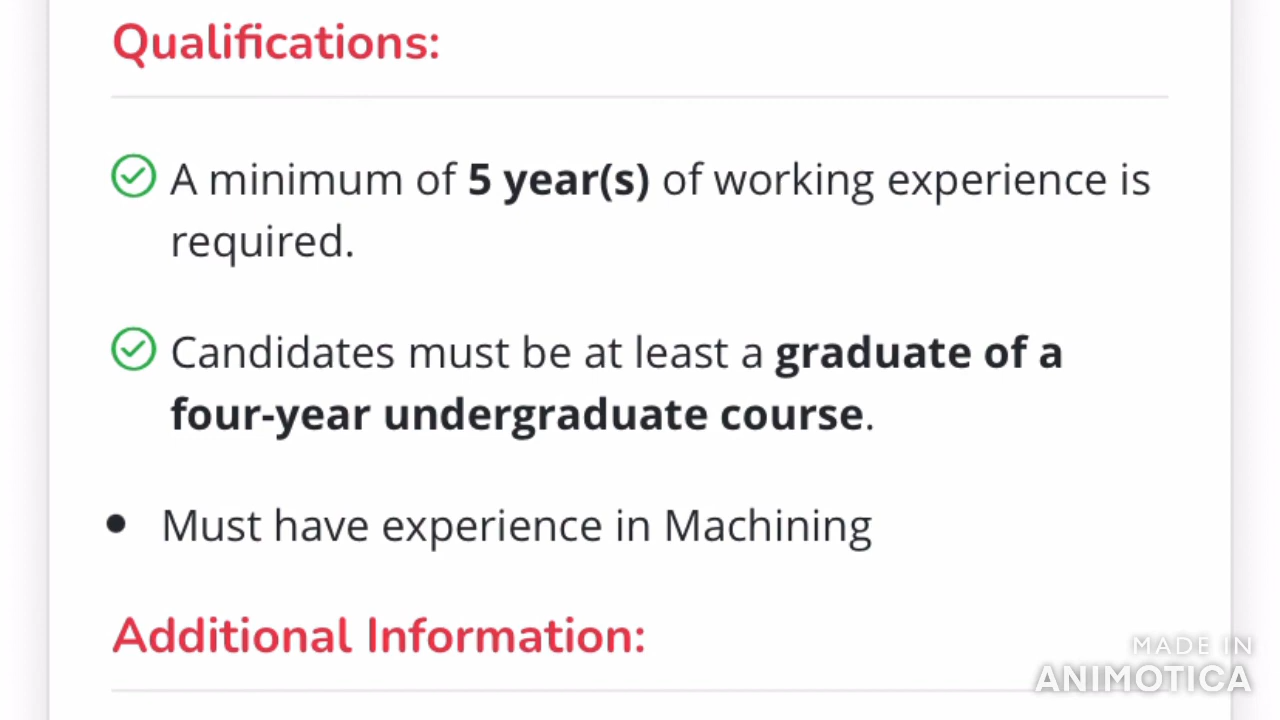 Qualifications:
A minimum of 5 year(s) of working experience is
required.
Candidates must be at least a graduate of a
four-year undergraduate course.
Must have experience in Machining
Additional Information:
MADE IN
ANIMOTICA